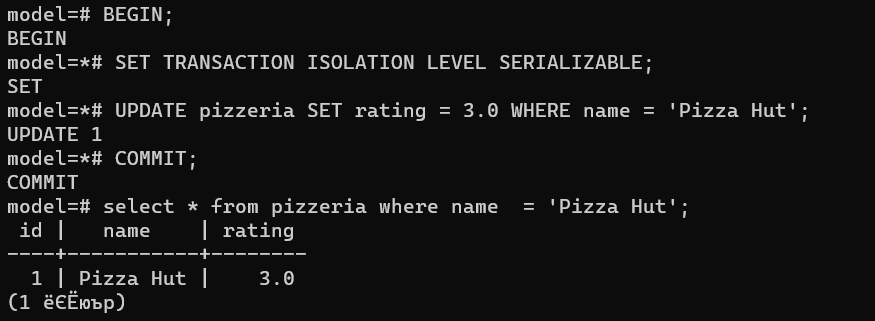 model=# BEGIN;
BEGIN
model=*# SET TRANSACTION ISOLATION LEVEL SERIALIZABLE;
SET
model=*# UPDATE pizzeria SET rating = 3.0 WHERE name = 'Pizza Hut';
UPDATE 1
model=*# COMMIT;
COMMIT
model=# select * from pizzeria where name  = 'Pizza Hut';
 id |   name    | rating
----+-----------+--------
  1 | Pizza Hut |    3.0
(1 ёЄЁюър)